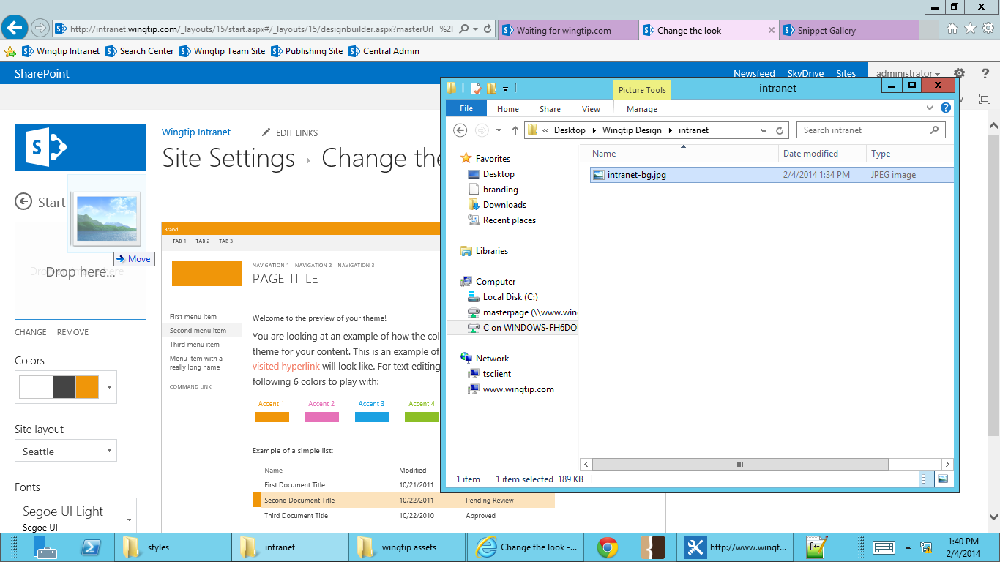 http://intranet.wingtip.com/_layouts/15/start.aspx#/_layouts/15/designbuilder.aspx?masterUrl=%2F
Waiting for wingtip.com
Change the look
Snippet Gallery
Wingtip Intranet
Search Center
Wingtip Team Site
Publishing Site
Central Admin
SharePoint
Newsfeed
SkyDrive
Sites
administrator
Wingtip Intranet
EDIT LINKS
Site Settings
Change the
Start
Move
Drop here...
CHANGE
REMOVE
Colors
Site layout
Seattle
Fonts
Segoe UI Light
Segoe UI
Brand
TAB 1
TAB 2
TAB 3
NAVIGATION 1
NAVIGATION 2
NAVIGATION 3
PAGE TITLE
First menu item
Second menu item
Third menu item
Menu item with a
really long name
COMMAND LINK
Welcome to the preview of your theme!
You are looking at an example of how the col
theme for your content. This is an example of
visited hyperlink will look like. For text editing
following 6 colors to play with:
Accent 1
Accent 2
Accent 3
Accent 4
Example of a simple list:
Name
Modified
First Document Title
10/21/2011
Second Document Title
10/22/2011
Pending Review
Third Document Title
10/22/2010
Approved
Picture Tools
intranet
File
Home
Share
View
Manage
« Desktop
Wingtip Design
intranet
Search intranet
Favorites
Desktop
branding
Downloads
Recent places
Libraries
Computer
Local Disk (C:)
masterpage (\\www.win
C on WINDOWS-FH6DQ
Network
tsclient
www.wingtip.com
Name
Date modified
Type
intranet-bg.jpg
2/4/2014 1:34 PM
JPEG image
1 item
1 item selected
189 KB
styles
intranet
wingtip assets
Change the look -...
http://www.wingt...
1:40 PM
2/4/2014